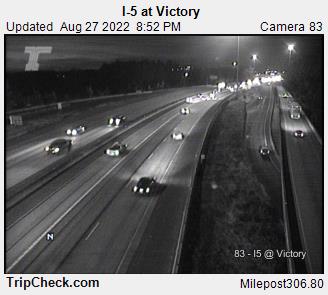 I-5 at Victory
Updated Aug 27 2022 8:52 PM Camera 83
T
N
83 - I5 @ Victory
TripCheck.com Milepost306.80